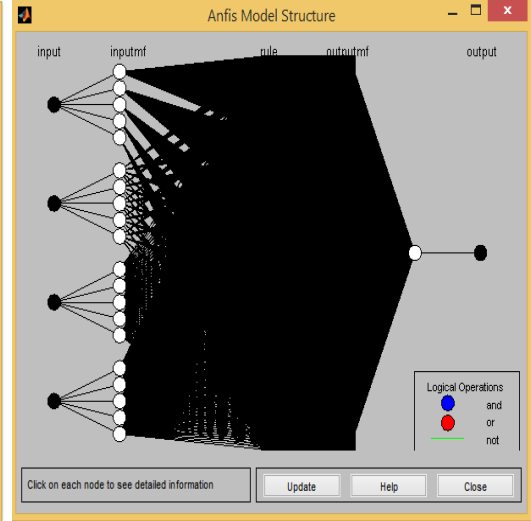 Anfis Model Structure
input inputmf rule outputmf output
Logical Operations
and
or
not
Click on each node to see detailed information
Update Help Close